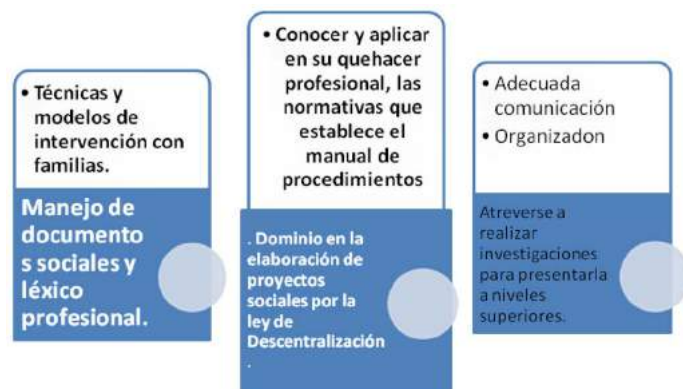 • Técnicas y
modelos de
intervención con
familias.
Manejo de
documento
s sociales y
léxico
profesional.
• Conocer y aplicar
en su quehacer
profesional, las
normativas que
establece el
manual de
procedimientos
. Dominio en la
elaboración de
proyectos
sociales por la
ley de
Descentralización
.
• Adecuada
comunicación
• Organizadon
Atreverse a
realizar
investigaciones
para presentarla
a niveles
superiores.